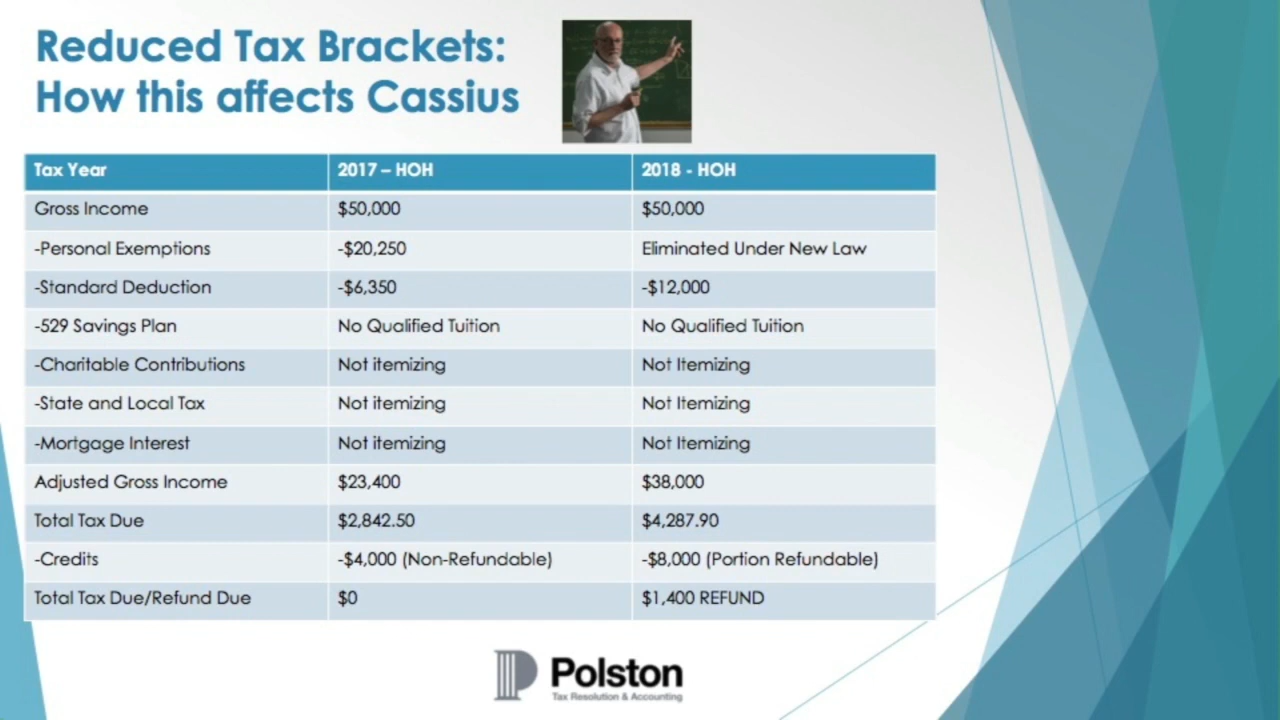 Reduced Tax Brackets:
How this affects Cassius
Tax Year 2017 – HOH 2018 - HOH
Gross Income $50,000 $50,000
-Personal Exemptions -$20,250 Eliminated Under New Law
-Standard Deduction -$6,350 -$12,000
-529 Savings Plan No Qualified Tuition No Qualified Tuition
-Charitable Contributions Not itemizing Not Itemizing
-State and Local Tax Not itemizing Not Itemizing
-Mortgage Interest Not itemizing Not Itemizing
Adjusted Gross Income $23,400 $38,000
Total Tax Due $2,842.50 $4,287.90
-Credits -$4,000 (Non-Refundable) -$8,000 (Portion Refundable)
Total Tax Due/Refund Due $0 $1,400 REFUND
Polston
Tax Resolution & Accounting